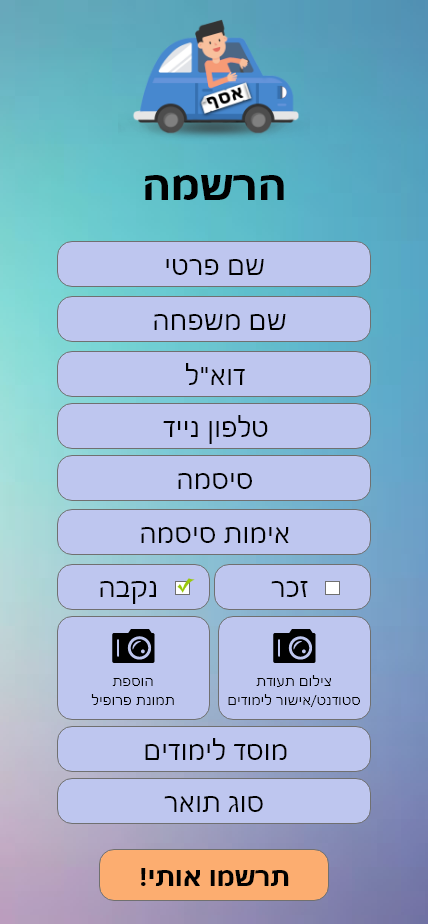 אסף
הרשמה
שם פרטי
שם משפחה
דוא"ל
טלפון נייד
סיסמה
אימות סיסמה
זכר
נקבה
צילום תעודת
סטודנט/אישור לימודים
הוספת
תמונת פרופיל
מוסד לימודים
סוג תואר
תרשמו אותי!